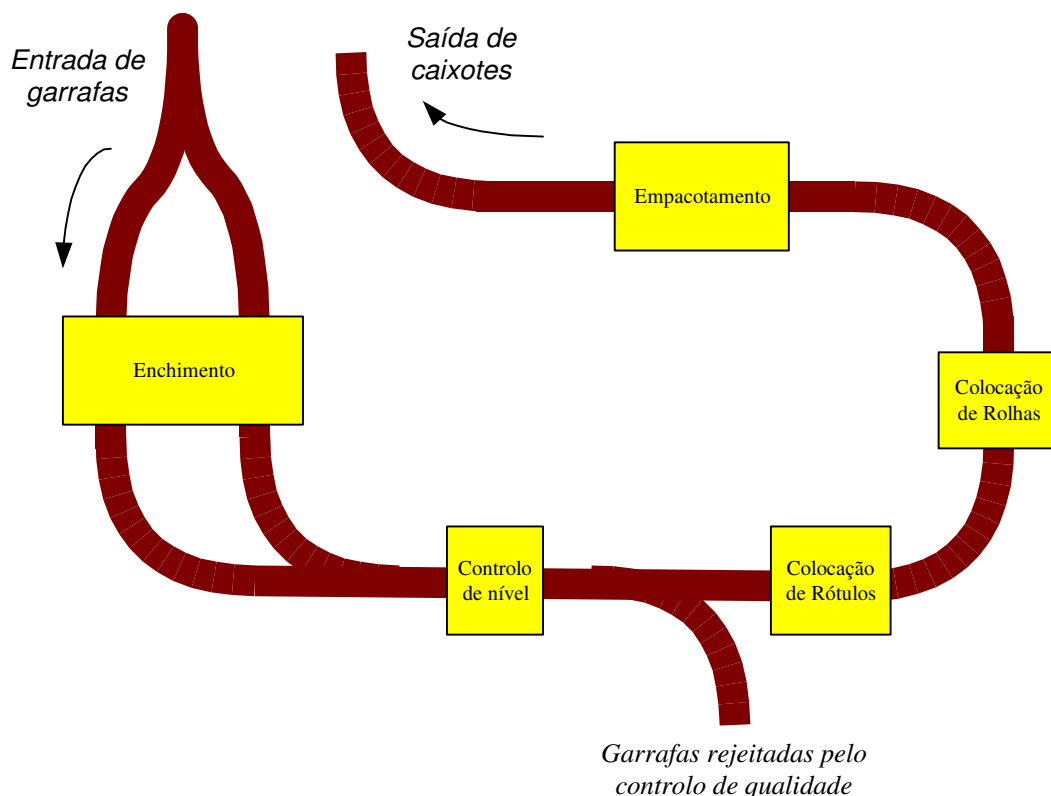 Entrada de
garrafas
Saída de
caixotes
Empacotamento
Enchimento
Colocação
de Rolhas
Controlo
de nível
Colocação
de Rótulos
Garrafas rejeitadas pelo
controlo de qualidade